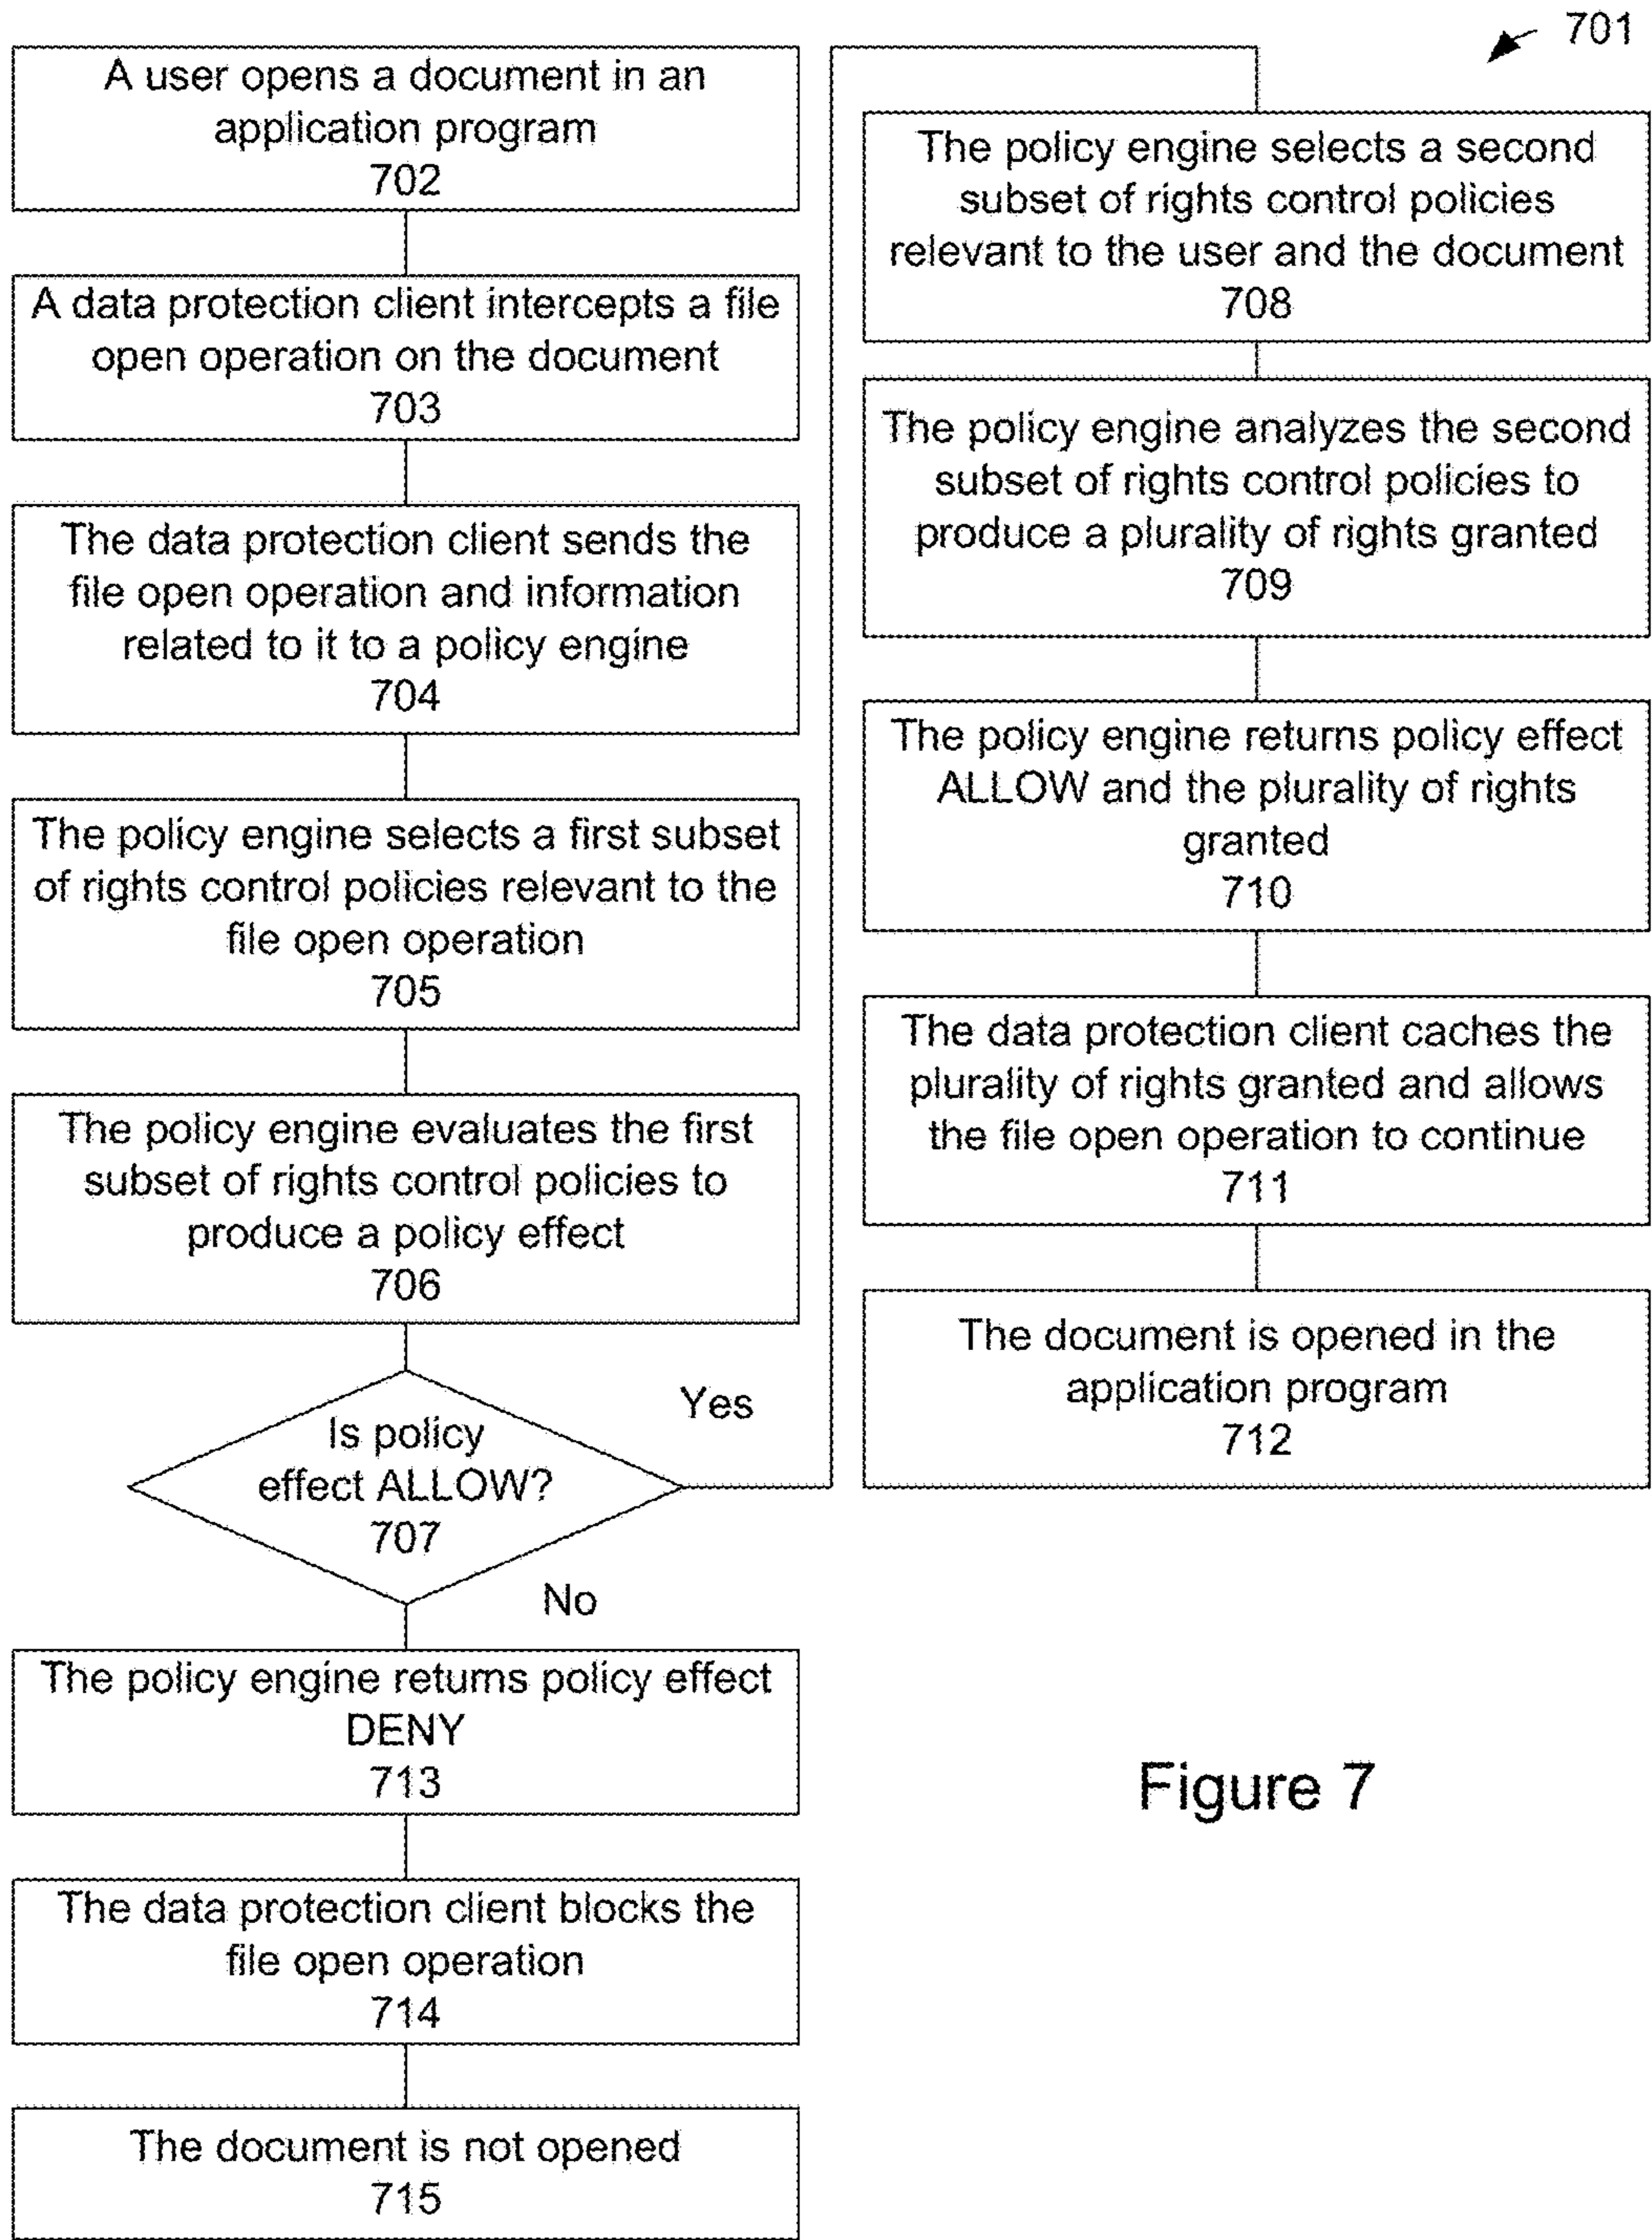 701
A user opens a document in an
application program
702
A data protection client intercepts a file
open operation on the document
703
The data protection client sends the
file open operation and information
related to it to a policy engine
704
The policy engine selects a first subset
of rights control policies relevant to the
file open operation
705
The policy engine evaluates the first
subset of rights control policies to
produce a policy effect
706
Is policy
effect ALLOW?
707
Yes
No
The policy engine returns policy effect
DENY
713
The data protection client blocks the
file open operation
714
The document is not opened
715
The policy engine selects a second
subset of rights control policies
relevant to the user and the document
708
The policy engine analyzes the second
subset of rights control policies to
produce a plurality of rights granted
709
The policy engine returns policy effect
ALLOW and the plurality of rights
granted
710
The data protection client caches the
plurality of rights granted and allows
the file open operation to continue
711
The document is opened in the
application program
712
Figure 7